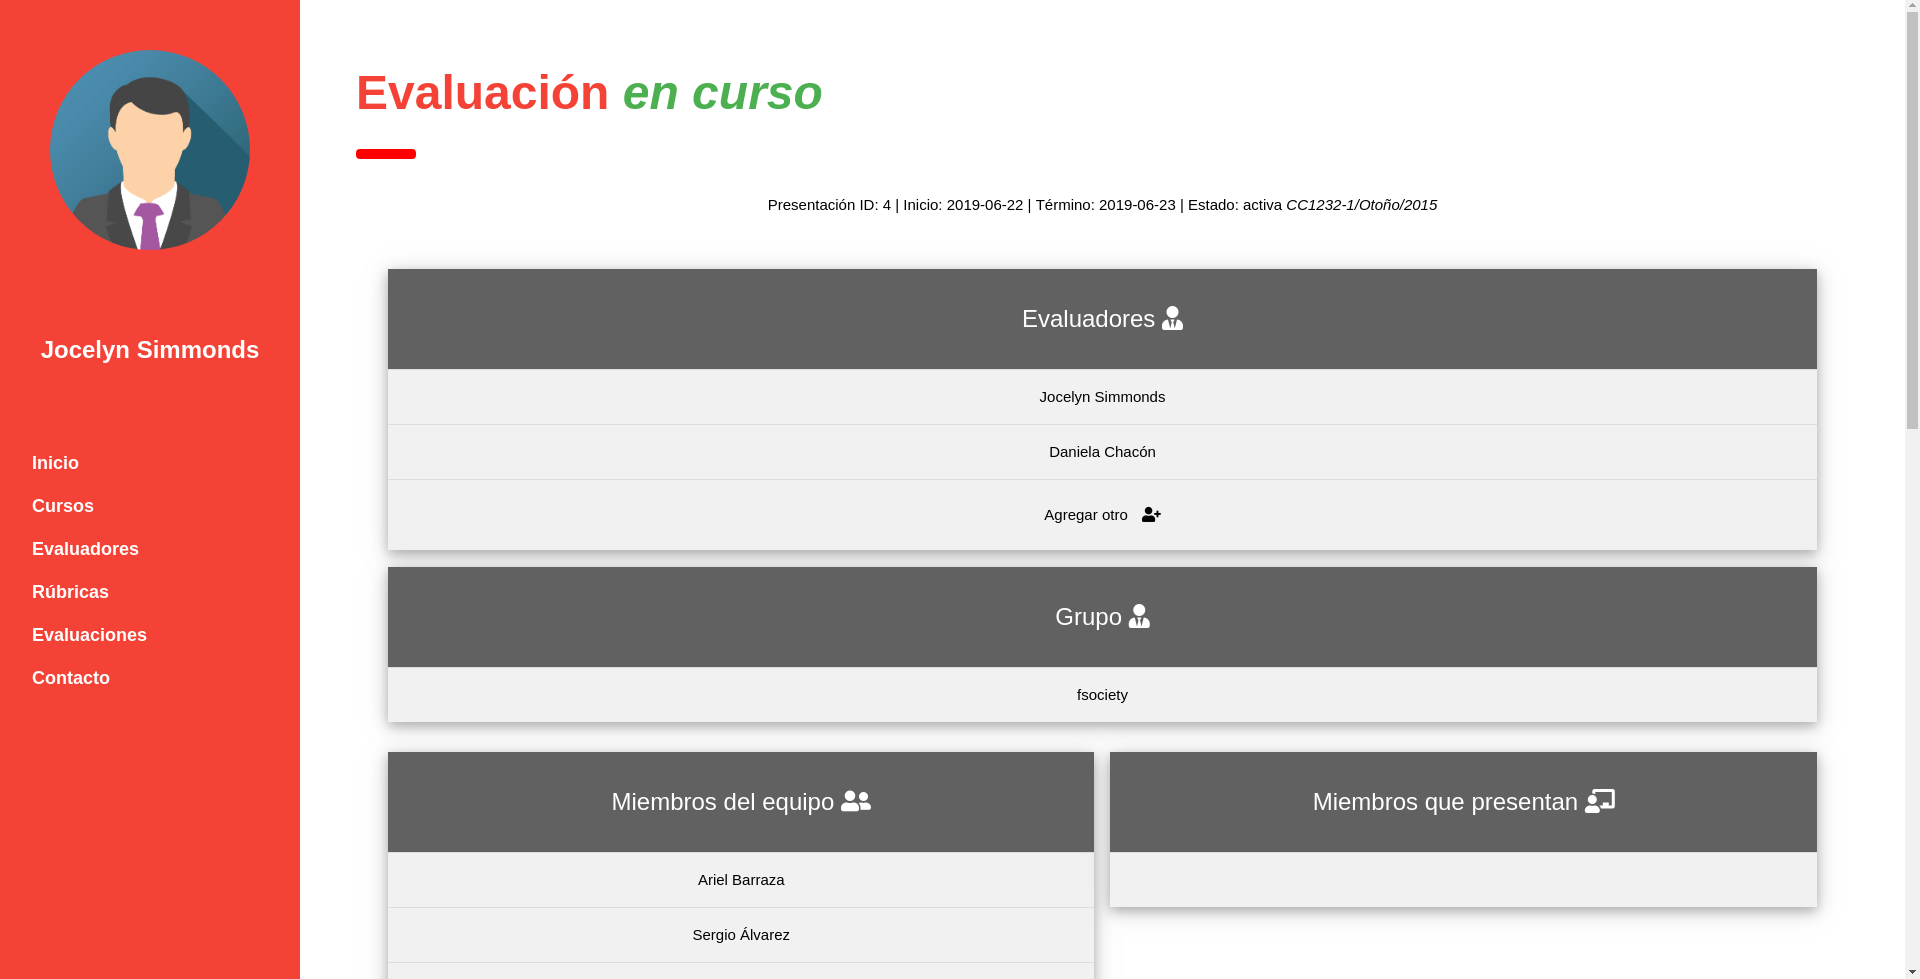 Jocelyn Simmonds
Inicio
Cursos
Evaluadores
Rúbricas
Evaluaciones
Contacto
Evaluación en curso
Presentación ID: 4 | Inicio: 2019-06-22 | Término: 2019-06-23 | Estado: activa CC1232-1/Otoño/2015
Evaluadores
Jocelyn Simmonds
Daniela Chacón
Agregar otro
Grupo
fsociety
Miembros del equipo
Ariel Barraza
Sergio Álvarez
Miembros que presentan